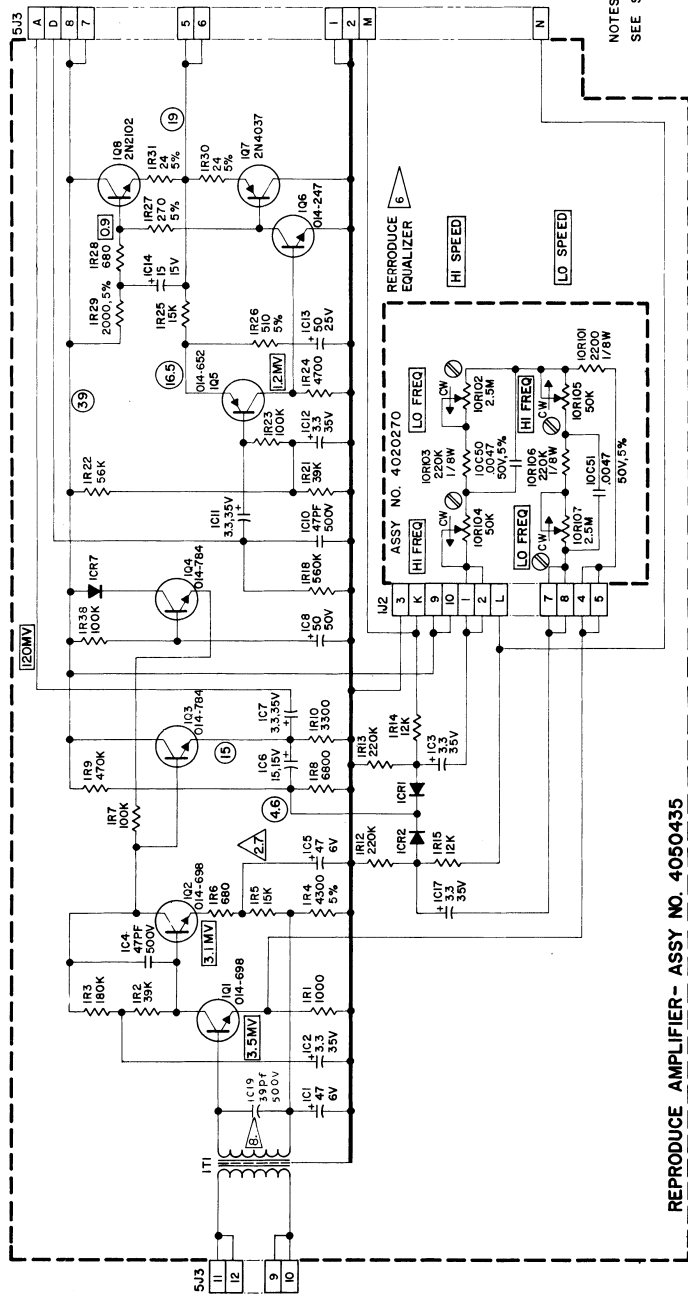 5J3
A
D
8
7
5
6
1
2
M
N
NOTES
SEE S
120MV
39
19
1Q8
2N2102
0.9
1R31
24
5%
1R30
24
5%
1Q7
2N4037
1R27
270
5%
1Q6
014-247
1R28
680
1R29
2000, 5%
+1C14
15
15V
1R25
15K
16.5
014-652
1Q5
1R26
510
5%
+1C13
50
25V
1.2MV
1R24
4700
1R23
100K
+1C12
3.3
35V
1R22
56K
1R21
39K
1C11
3.3,35V
+
1C10
47PF
500V
1R18
560K
1CR7
1Q4
014-784
1R38
100K
+1C8
50
50V
1Q3
014-784
15
1R9
470K
1R7
100K
1C7
3.3,35V
+
1R10
3300
1C6
15,15V
+
1R8
6800
4.6
2.7
1C4
47PF
500V
1Q2
014-698
3.1 MV
1R6
680
1R5
15K
+1C5
47
6V
1R4
4300
5%
1R3
180K
1R2
39K
1Q1
014-698
3.5MV
1R1
1000
+1C2
3.3
35V
1C19
39Pf
500V
8.
+1C1
47
6V
1T1
5J3
11
12
9
10
1R13
220K
1R14
12K
+1C3
3.3
35V
1CR1
1R12
220K
1CR2
1R15
12K
+1C17
3.3
35V
1J2
3
K
9
10
1
2
L
7
8
4
5
RERRODUCE
EQUALIZER
6
HI SPEED
LO SPEED
ASSY NO. 4020270
LO FREQ
CW
10R102
2.5M
10R103
220K
1/8W
10C50
.0047
50V,5%
HI FREQ
CW
10R104
50K
HI FREQ
CW
10R105
50K
10R101
2200
1/8W
10R106
220K
1/8W
10C51
.0047
50V, 5%
LO FREQ
CW
10R107
2.5M
REPRODUCE AMPLIFIER- ASSY NO. 4050435